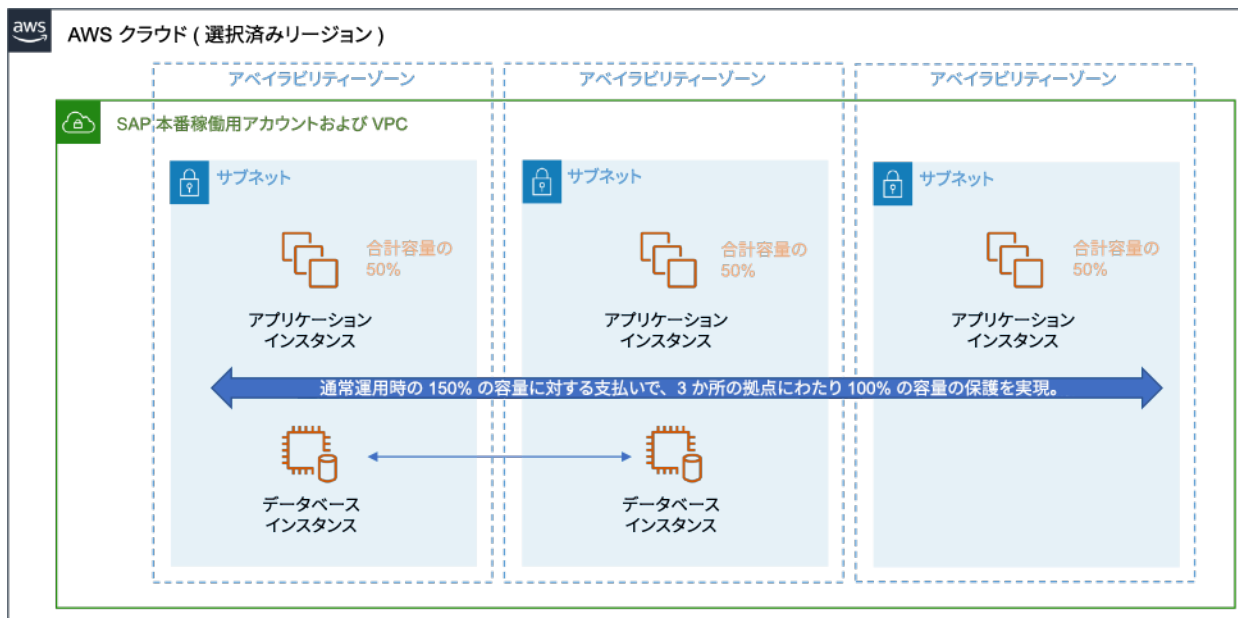 aws
AWS クラウド ( 選択済みリージョン )
アベイラビリティーゾーン
アベイラビリティーゾーン
アベイラビリティーゾーン
SAP 本番稼働用アカウントおよび VPC
サブネット
サブネット
サブネット
合計容量の
50%
合計容量の
50%
合計容量の
50%
アプリケーション
インスタンス
アプリケーション
インスタンス
アプリケーション
インスタンス
通常運用時の 150% の容量に対する支払いで、3 か所の拠点にわたり 100% の容量の保護を実現。
データベース
インスタンス
データベース
インスタンス